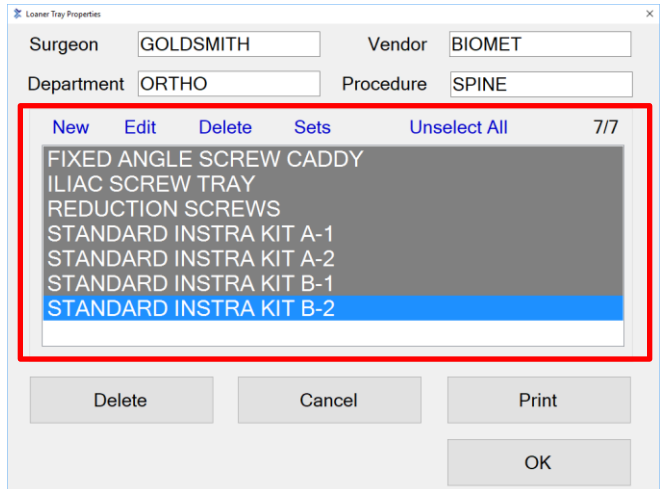 Loaner Tray Properties
Surgeon GOLDSMITH Vendor BIOMET
Department ORTHO Procedure SPINE
New Edit Delete Sets Unselect All 7/7
FIXED ANGLE SCREW CADDY
ILIAC SCREW TRAY
REDUCTION SCREWS
STANDARD INSTRA KIT A-1
STANDARD INSTRA KIT A-2
STANDARD INSTRA KIT B-1
STANDARD INSTRA KIT B-2
Delete Cancel Print
OK